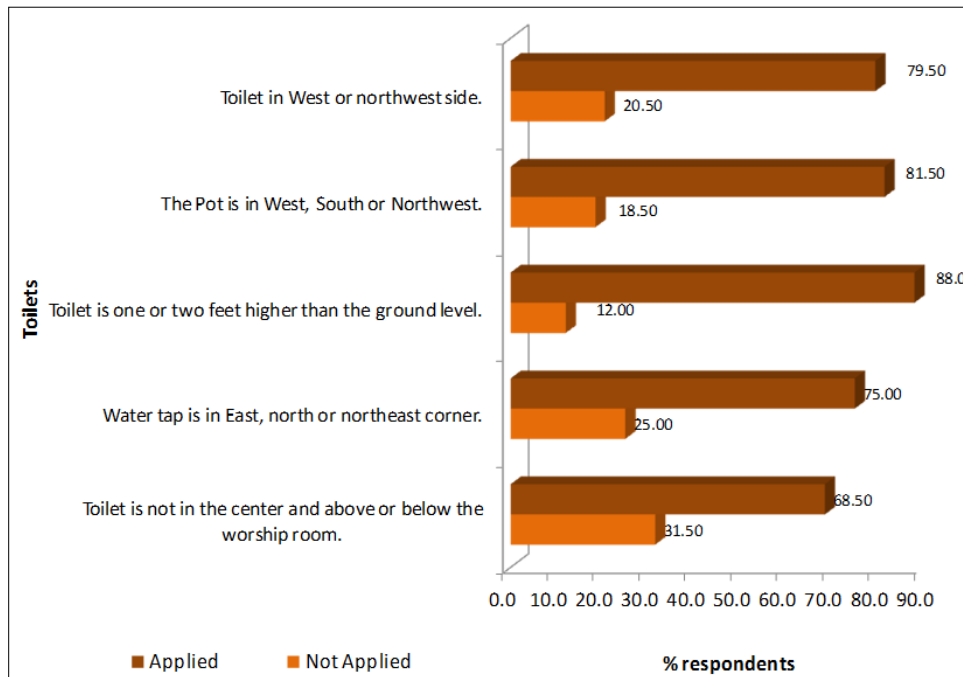 Toilets
Toilet in West or northwest side.
79.50
20.50
The Pot is in West, South or Northwest.
81.50
18.50
Toilet is one or two feet higher than the ground level.
88.0
12.00
Water tap is in East, north or northeast corner.
75.00
25.00
Toilet is not in the center and above or below the
worship room.
68.50
31.50
0.0 10.0 20.0 30.0 40.0 50.0 60.0 70.0 80.0 90.0
Applied Not Applied % respondents